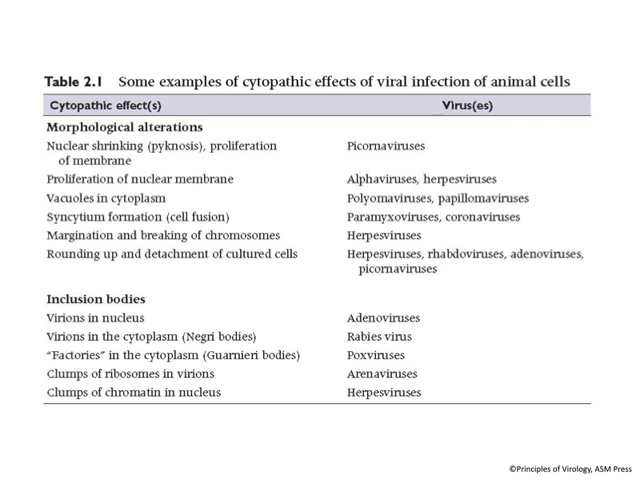 Table 2.1 Some examples of cytopathic effects of viral infection of animal cells
Cytopathic effect(s) Virus(es)
Morphological alterations
Nuclear shrinking (pyknosis), proliferation Picornaviruses
of membrane
Proliferation of nuclear membrane Alphaviruses, herpesviruses
Vacuoles in cytoplasm Polyomaviruses, papillomaviruses
Syncytium formation (cell fusion) Paramyxoviruses, coronaviruses
Margination and breaking of chromosomes Herpesviruses
Rounding up and detachment of cultured cells Herpesviruses, rhabdoviruses, adenoviruses,
picornaviruses
Inclusion bodies
Virions in nucleus Adenoviruses
Virions in the cytoplasm (Negri bodies) Rabies virus
“Factories” in the cytoplasm (Guarnieri bodies) Poxviruses
Clumps of ribosomes in virions Arenaviruses
Clumps of chromatin in nucleus Herpesviruses
©Principles of Virology, ASM Press